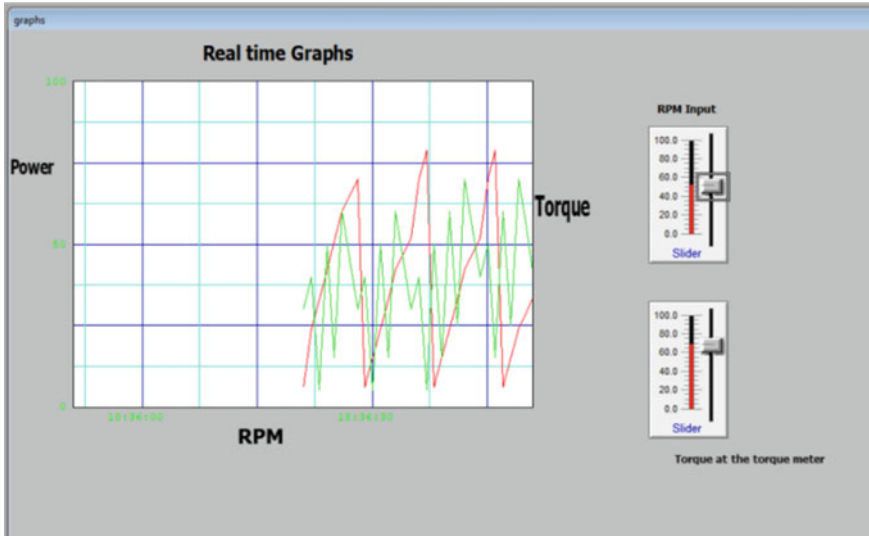 graphs
Real time Graphs
100
Power
50
0
Torque
RPM
RPM Input
100.0
80.0
60.0
40.0
20.0
0.0
Slider
100.0
80.0
60.0
40.0
20.0
0.0
Slider
Torque at the torque meter